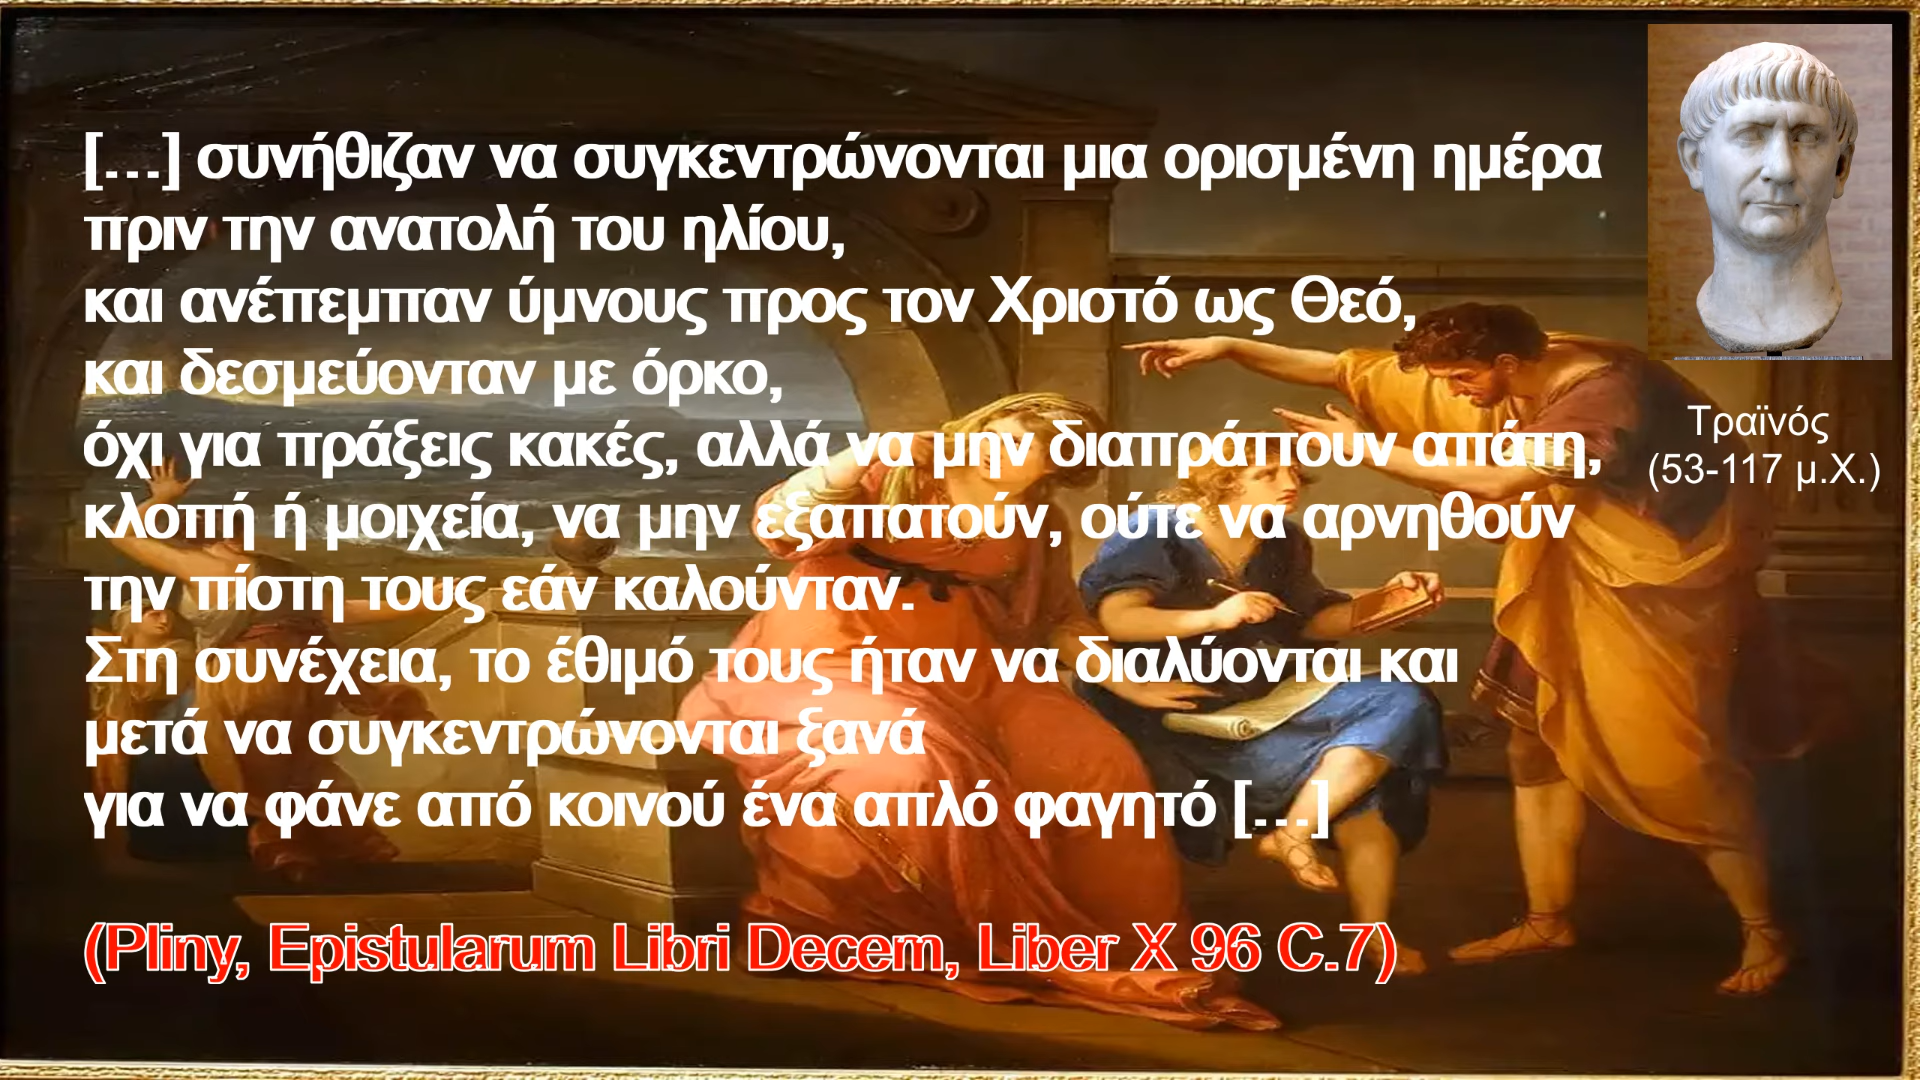 [...] συνήθιζαν να συγκεντρώνονται μια ορισμένη ημέρα
πριν την ανατολή του ηλίου,
και ανέπεμπαν ύμνους προς τον Χριστό ως Θεό,
και δεσμεύονταν με όρκο,
όχι για πράξεις κακές, αλλά να μην διαπράττουν απάτη,
κλοπή ή μοιχεία, να μην εξαπατούν, ούτε να αρνηθούν
την πίστη τους εάν καλούνταν.
Στη συνέχεια, το έθιμό τους ήταν να διαλύονται και
μετά να συγκεντρώνονται ξανά
για να φάνε από κοινού ένα απλό φαγητό [...]
(Pliny, Epistularum Libri Decem, Liber X 96 C.7)
Τραϊνός
(53-117 μ.Χ.)